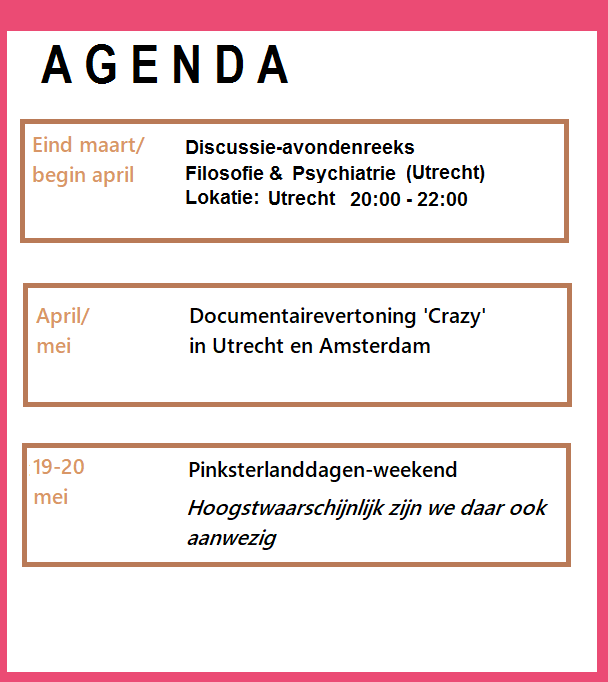 AGENDA
Eind maart/
begin april
Discussie-avondenreeks
Filosofie & Psychiatrie (Utrecht)
Lokatie: Utrecht 20:00 - 22:00
April/
mei
Documentairevertoning 'Crazy'
in Utrecht en Amsterdam
19-20
mei
Pinksterlanddagen-weekend
Hoogstwaarschijnlijk zijn we daar ook
aanwezig